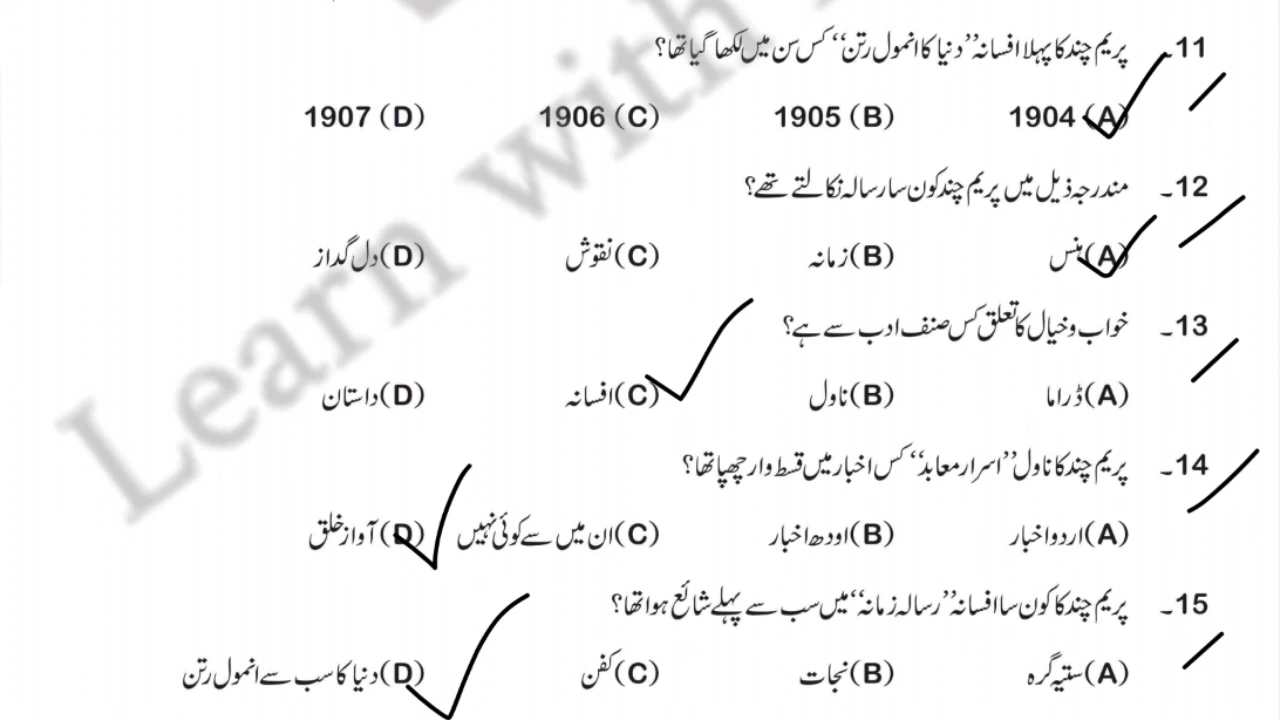 11۔ پریم چند کا پہلا افسانہ ’’دنیا کا انمول رتن‘‘ کس سن میں لکھا گیا تھا؟
(A) 1904 (B) 1905 (C) 1906 (D) 1907
12۔ مندرجہ ذیل میں پریم چند کون سا رسالہ نکالتے تھے؟
(A) ہنس (B) زمانہ (C) نقوش (D) دل گداز
13۔ خواب و خیال کا تعلق کس صنف ادب سے ہے؟
(A) ڈراما (B) ناول (C) افسانہ (D) داستان
14۔ پریم چند کا ناول ’’اسرار معابد‘‘ کس اخبار میں قسط وار چھپا تھا؟
(A) اردو اخبار (B) اودھ اخبار (C) ان میں سے کوئی نہیں (D) آواز خلق
15۔ پریم چند کا کون سا افسانہ ’’رسالہ زمانہ‘‘ میں سب سے پہلے شائع ہوا تھا؟
(A) ستیہ گرہ (B) نجات (C) کفن (D) دنیا کا سب سے انمول رتن
Learn with